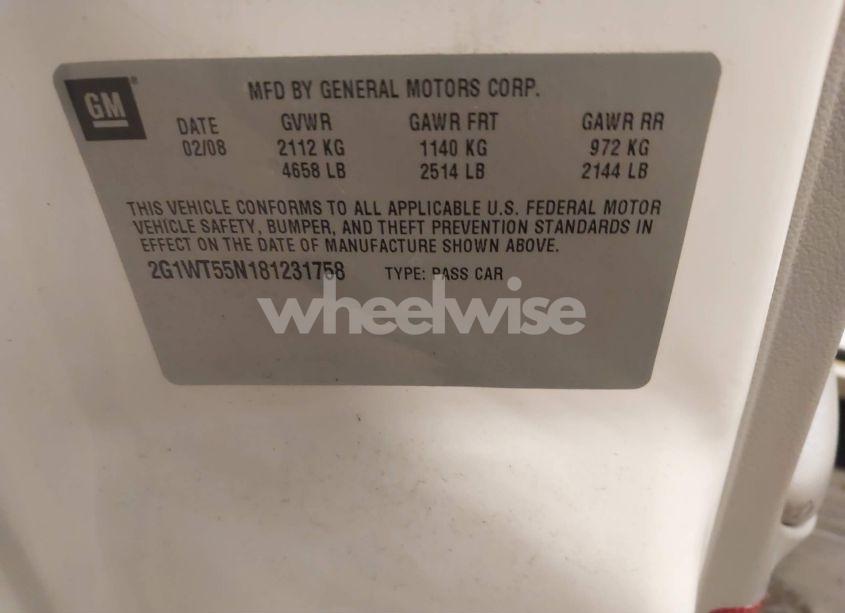 GM
MFD BY GENERAL MOTORS CORP.
DATE GVWR GAWR FRT GAWR RR
02/08 2112 KG 1140 KG 972 KG
4658 LB 2514 LB 2144 LB
THIS VEHICLE CONFORMS TO ALL APPLICABLE U.S. FEDERAL MOTOR
VEHICLE SAFETY, BUMPER, AND THEFT PREVENTION STANDARDS IN
EFFECT ON THE DATE OF MANUFACTURE SHOWN ABOVE.
2G1WT55N181231758 TYPE: PASS CAR
wheelwise